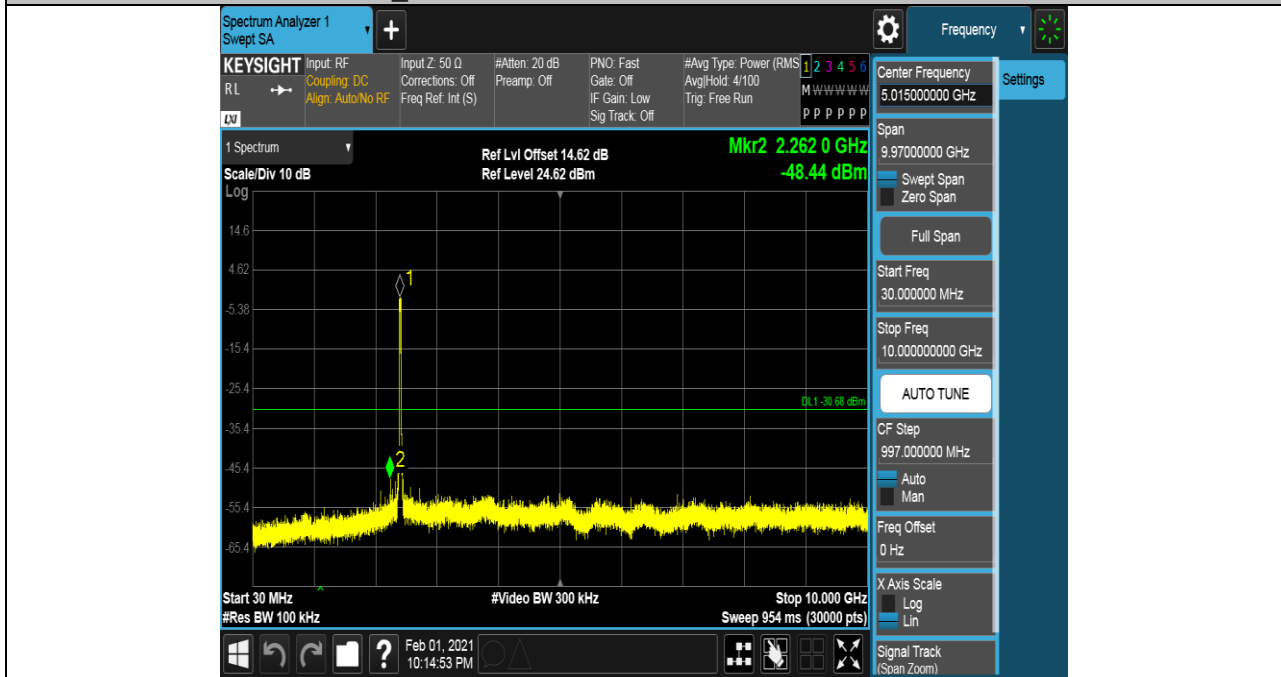 Spectrum Analyzer 1
Swept SA
+
Frequency
KEYSIGHT
RL
LXI
Input: RF
Coupling: DC
Align: Auto/No RF
Input Z: 50 Ω
Corrections: Off
Freq Ref: Int (S)
#Atten: 20 dB
Preamp: Off
PNO: Fast
Gate: Off
IF Gain: Low
Sig Track: Off
#Avg Type: Power (RMS
Avg|Hold: 4/100
Trig: Free Run
1 2 3 4 5 6
M W W W W W
P P P P P P
1 Spectrum
Scale/Div 10 dB
Ref Lvl Offset 14.62 dB
Ref Level 24.62 dBm
Mkr2 2.262 0 GHz
-48.44 dBm
Log
14.6
4.62
-5.38
-15.4
-25.4
-35.4
-45.4
-55.4
-65.4
1
2
DL1 -30.68 dBm
Start 30 MHz
#Res BW 100 kHz
#Video BW 300 kHz
Stop 10.000 GHz
Sweep 954 ms (30000 pts)
?
Feb 01, 2021
10:14:53 PM
Center Frequency
5.015000000 GHz
Span
9.97000000 GHz
Swept Span
Zero Span
Full Span
Start Freq
30.000000 MHz
Stop Freq
10.000000000 GHz
AUTO TUNE
CF Step
997.000000 MHz
Auto
Man
Freq Offset
0 Hz
X Axis Scale
Log
Lin
Signal Track
(Span Zoom)
Settings